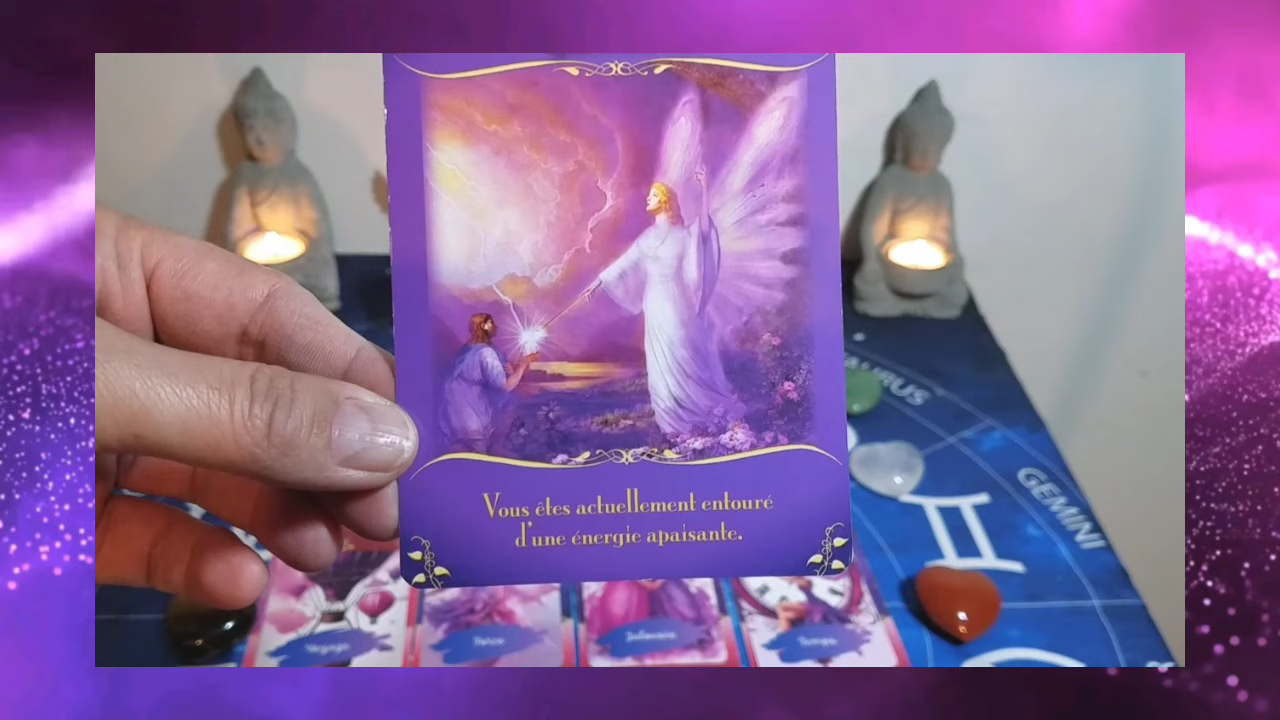 Vous êtes actuellement entouré
d'une énergie apaisante.
TAURUS
GEMINI
Voyage
Jalousie
Temps